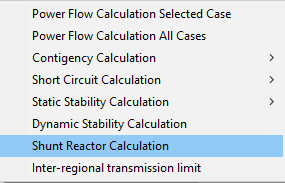 Power Flow Calculation Selected Case
Power Flow Calculation All Cases
Contigency Calculation
Short Circuit Calculation
Static Stability Calculation
Dynamic Stability Calculation
Shunt Reactor Calculation
Inter-regional transmission limit